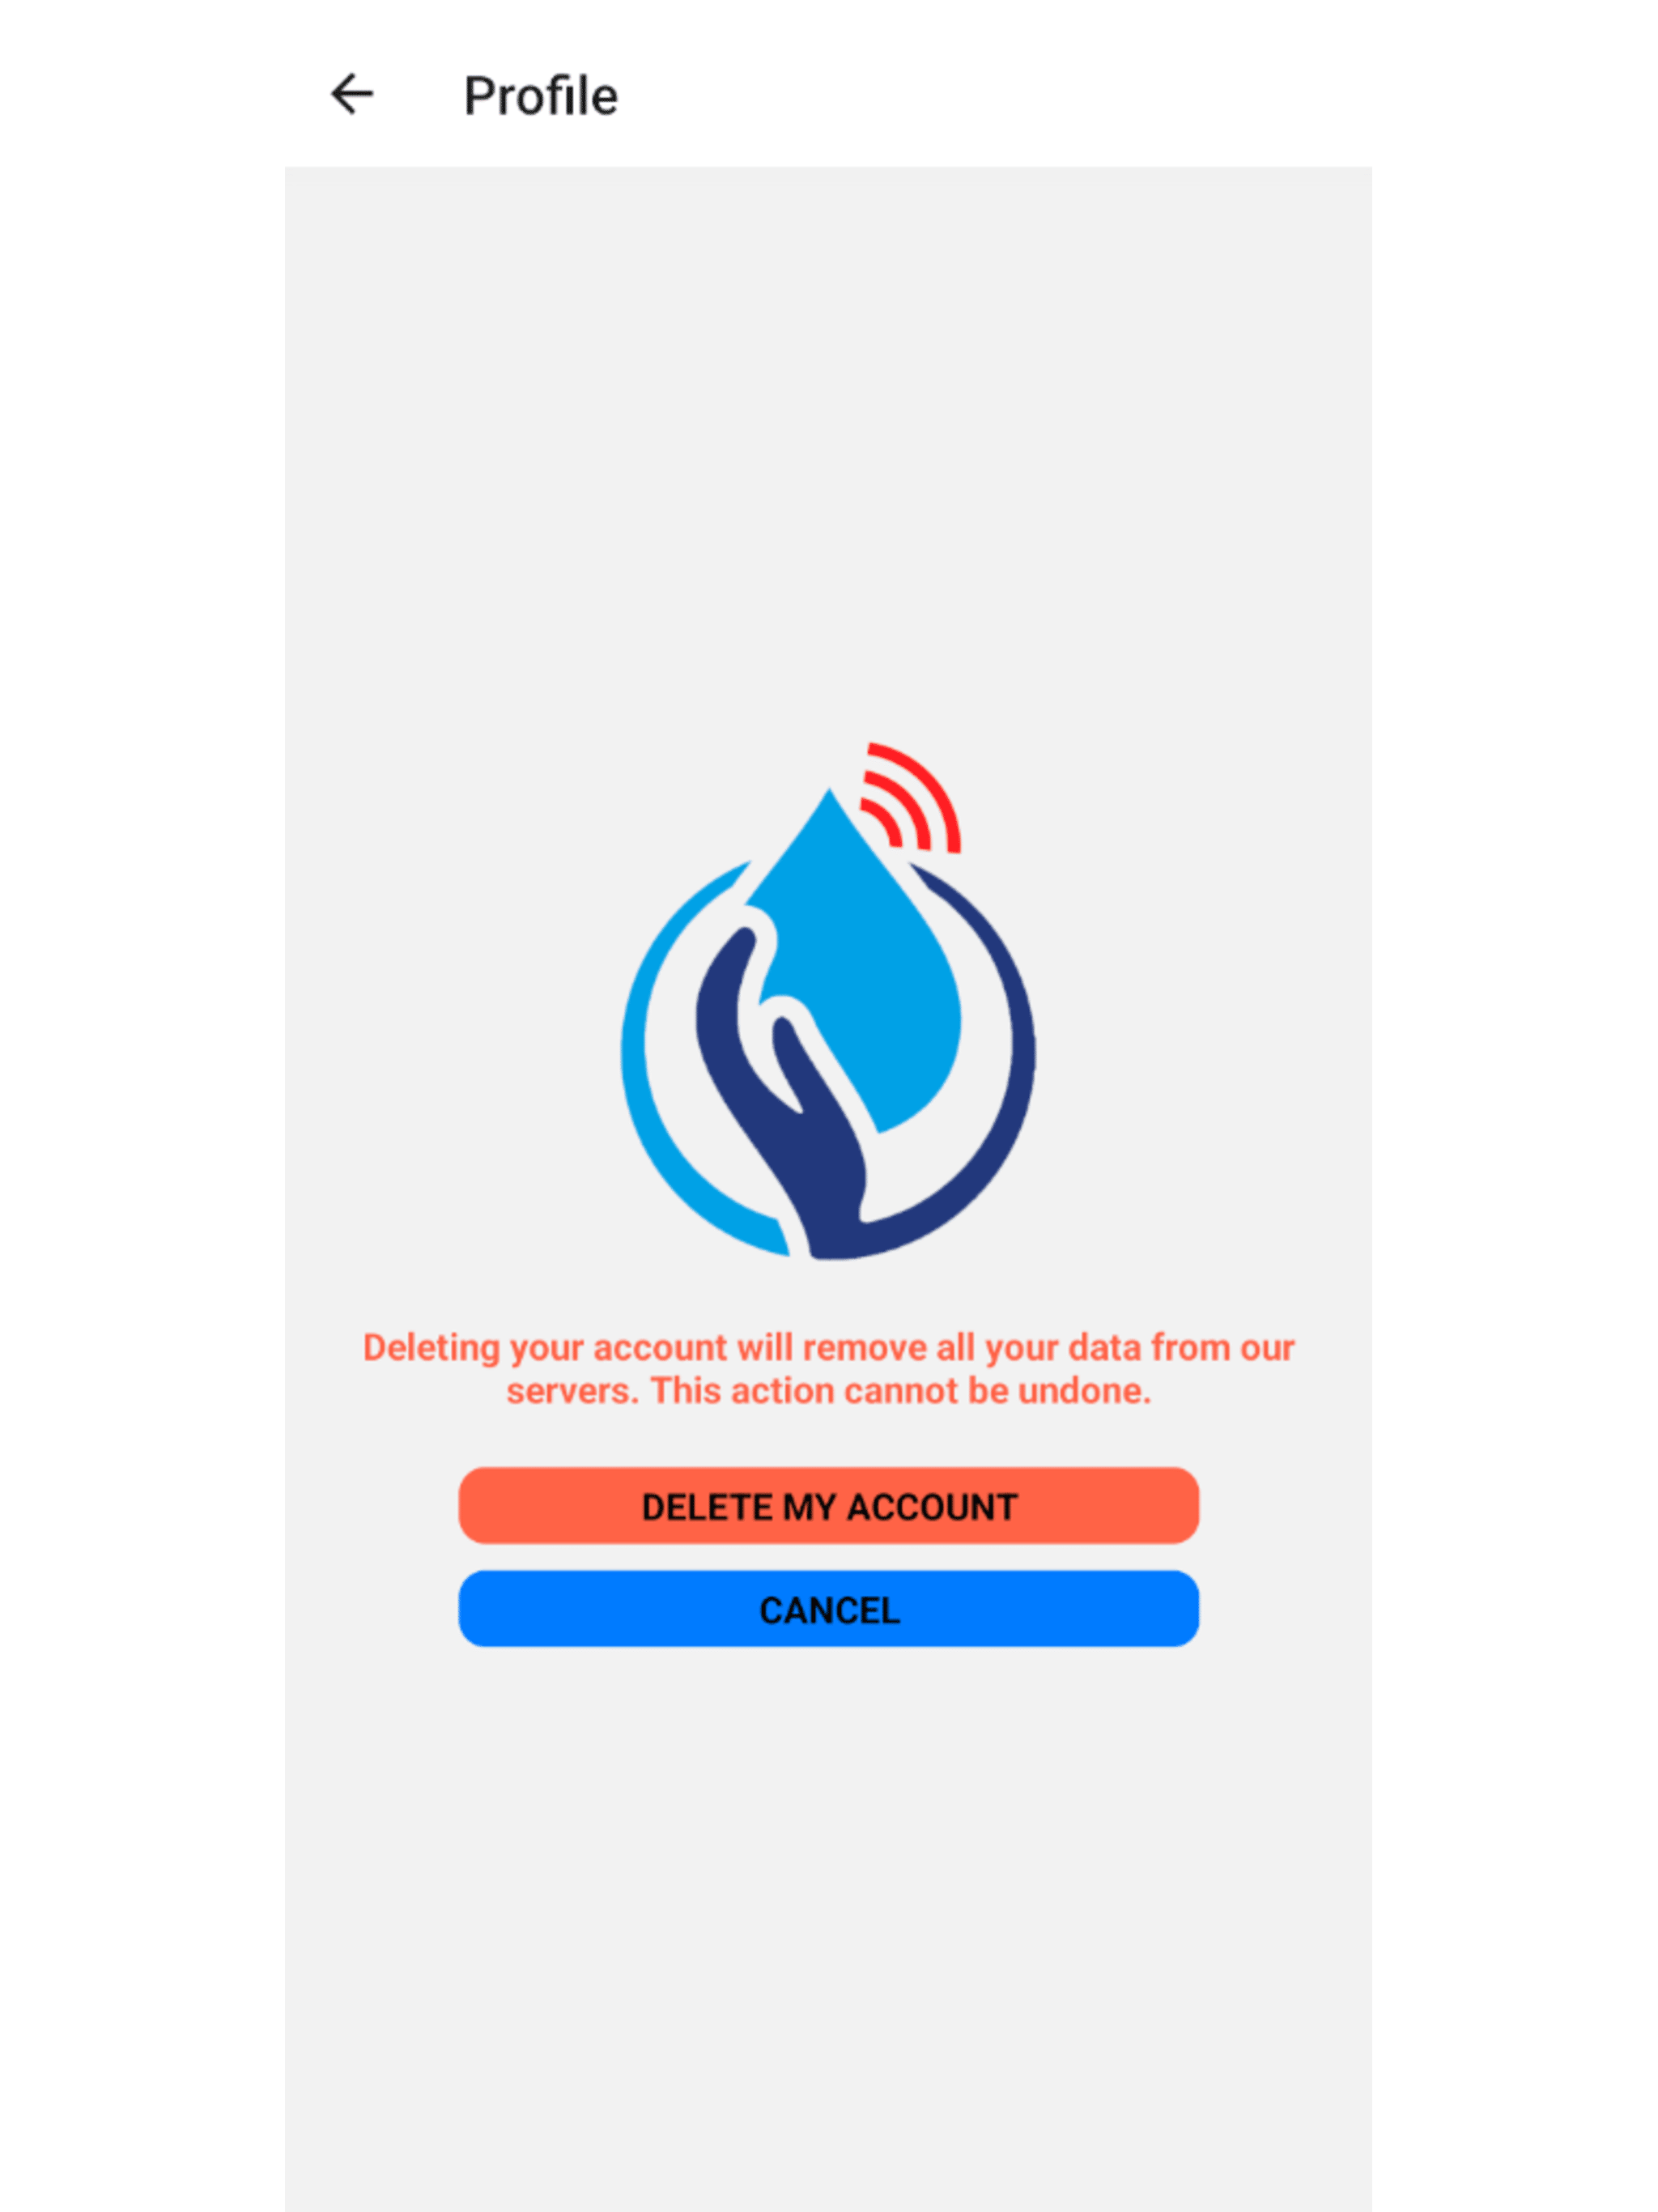 Profile
Deleting your account will remove all your data from our
servers. This action cannot be undone.
DELETE MY ACCOUNT
CANCEL